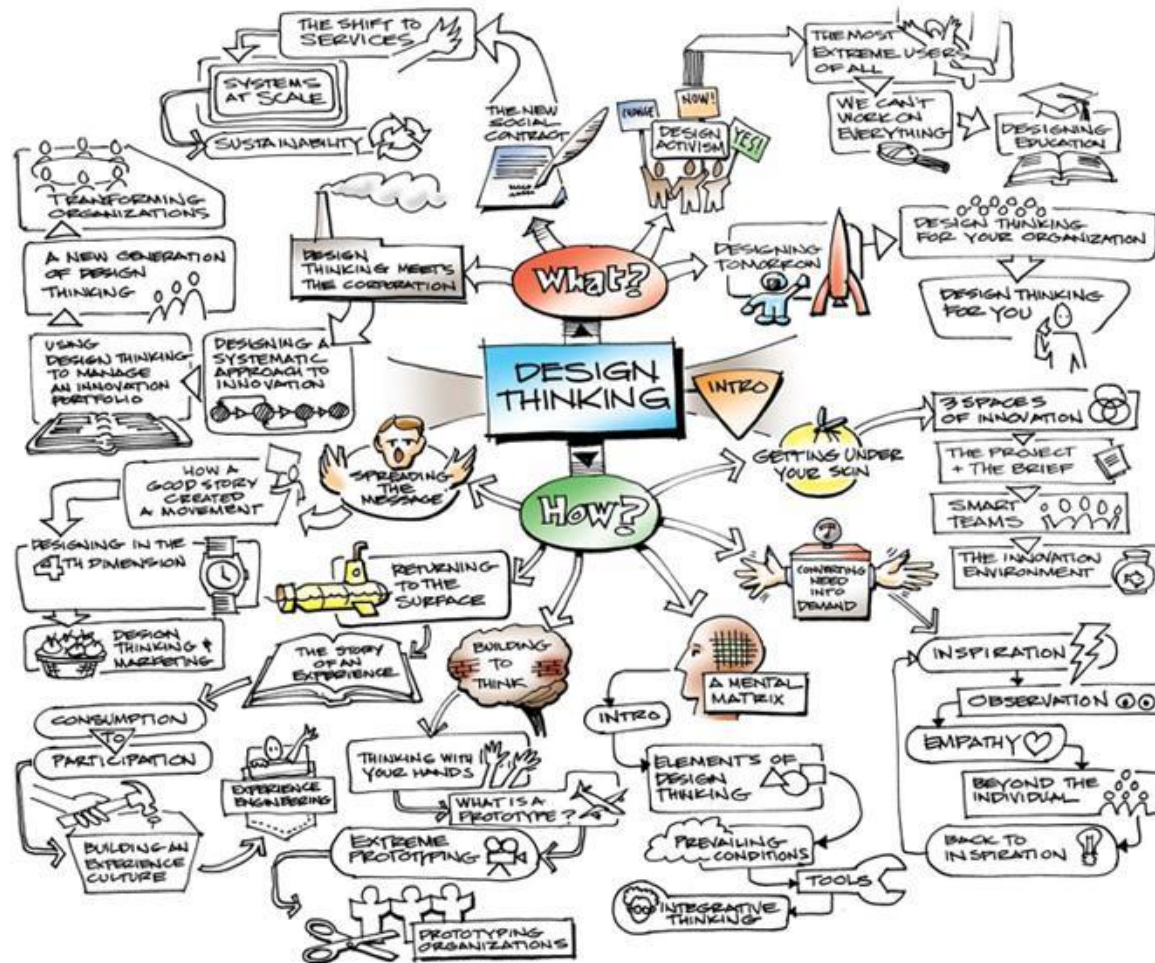 DESIGN
THINKING
INTRO
What?
THE NEW
SOCIAL
CONTRACT
THE SHIFT TO
SERVICES
SYSTEMS
AT SCALE
SUSTAINABILITY
CHANGE
NOW!
YES!
DESIGN
ACTIVISM
THE MOST
EXTREME USERS
OF ALL
WE CAN'T
WORK ON
EVERYTHING
DESIGNING
EDUCATION
DESIGNING
TOMORROW
DESIGN THINKING
FOR YOUR ORGANIZATION
DESIGN THINKING
FOR YOU
DESIGN
THINKING MEETS
THE CORPORATION
DESIGNING A
SYSTEMATIC
APPROACH TO
INNOVATION
USING
DESIGN THINKING
TO MANAGE
AN INNOVATION
PORTFOLIO
A NEW GENERATION
OF DESIGN
THINKING
TRANSFORMING
ORGANIZATIONS
How?
GETTING UNDER
YOUR SKIN
3 SPACES
OF INNOVATION
THE PROJECT
+ THE BRIEF
SMART
TEAMS
THE INNOVATION
ENVIRONMENT
CONVERTING
NEED
INTO
DEMAND
INSPIRATION
OBSERVATION
EMPATHY
BEYOND THE
INDIVIDUAL
BACK TO
INSPIRATION
A MENTAL
MATRIX
INTRO
ELEMENTS OF
DESIGN
THINKING
PREVAILING
CONDITIONS
TOOLS
INTEGRATIVE
THINKING
BUILDING
TO
THINK
THINKING WITH
YOUR HANDS
WHAT IS A
PROTOTYPE?
EXTREME
PROTOTYPING
PROTOTYPING
ORGANIZATIONS
RETURNING
TO THE
SURFACE
THE STORY
OF AN
EXPERIENCE
CONSUMPTION
TO
PARTICIPATION
BUILDING AN
EXPERIENCE
CULTURE
EXPERIENCE
ENGINEERING
SPREADING
THE
MESSAGE
HOW A
GOOD STORY
CREATED
A MOVEMENT
DESIGNING IN THE
4TH DIMENSION
DESIGN
THINKING +
MARKETING